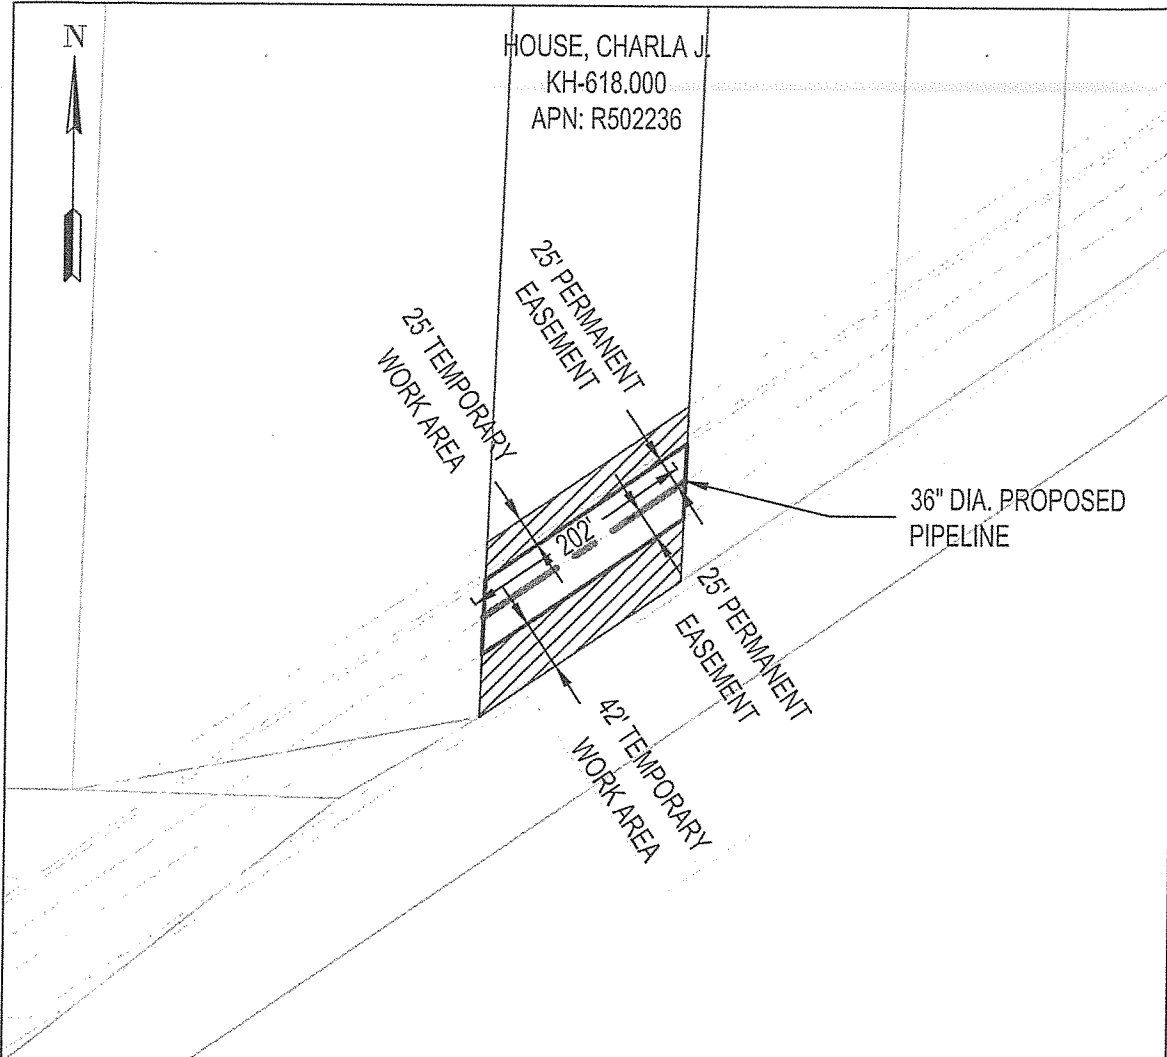 N
HOUSE, CHARLA J.
KH-618.000
APN: R502236
25' PERMANENT
EASEMENT
25' TEMPORARY
WORK AREA
202'
36" DIA. PROPOSED
PIPELINE
25' PERMANENT
EASEMENT
42' TEMPORARY
WORK AREA